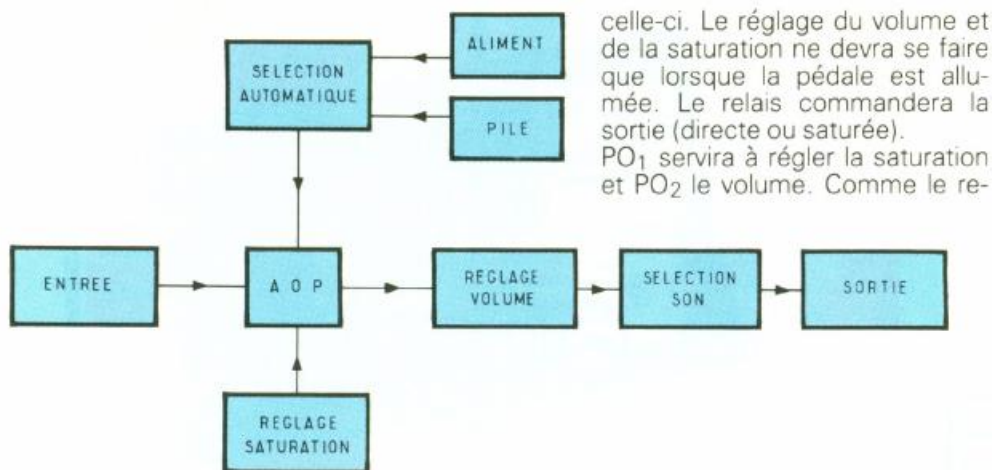 ALIMENT
SELECTION
AUTOMATIQUE
PILE
celle-ci. Le réglage du volume et
de la saturation ne devra se faire
que lorsque la pédale est allu-
mée. Le relais commandera la
sortie (directe ou saturée).
PO1 servira à régler la saturation
et PO2 le volume. Comme le re-
ENTREE
A O P
REGLAGE
VOLUME
SELECTION
SON
SORTIE
REGLAGE
SATURATION